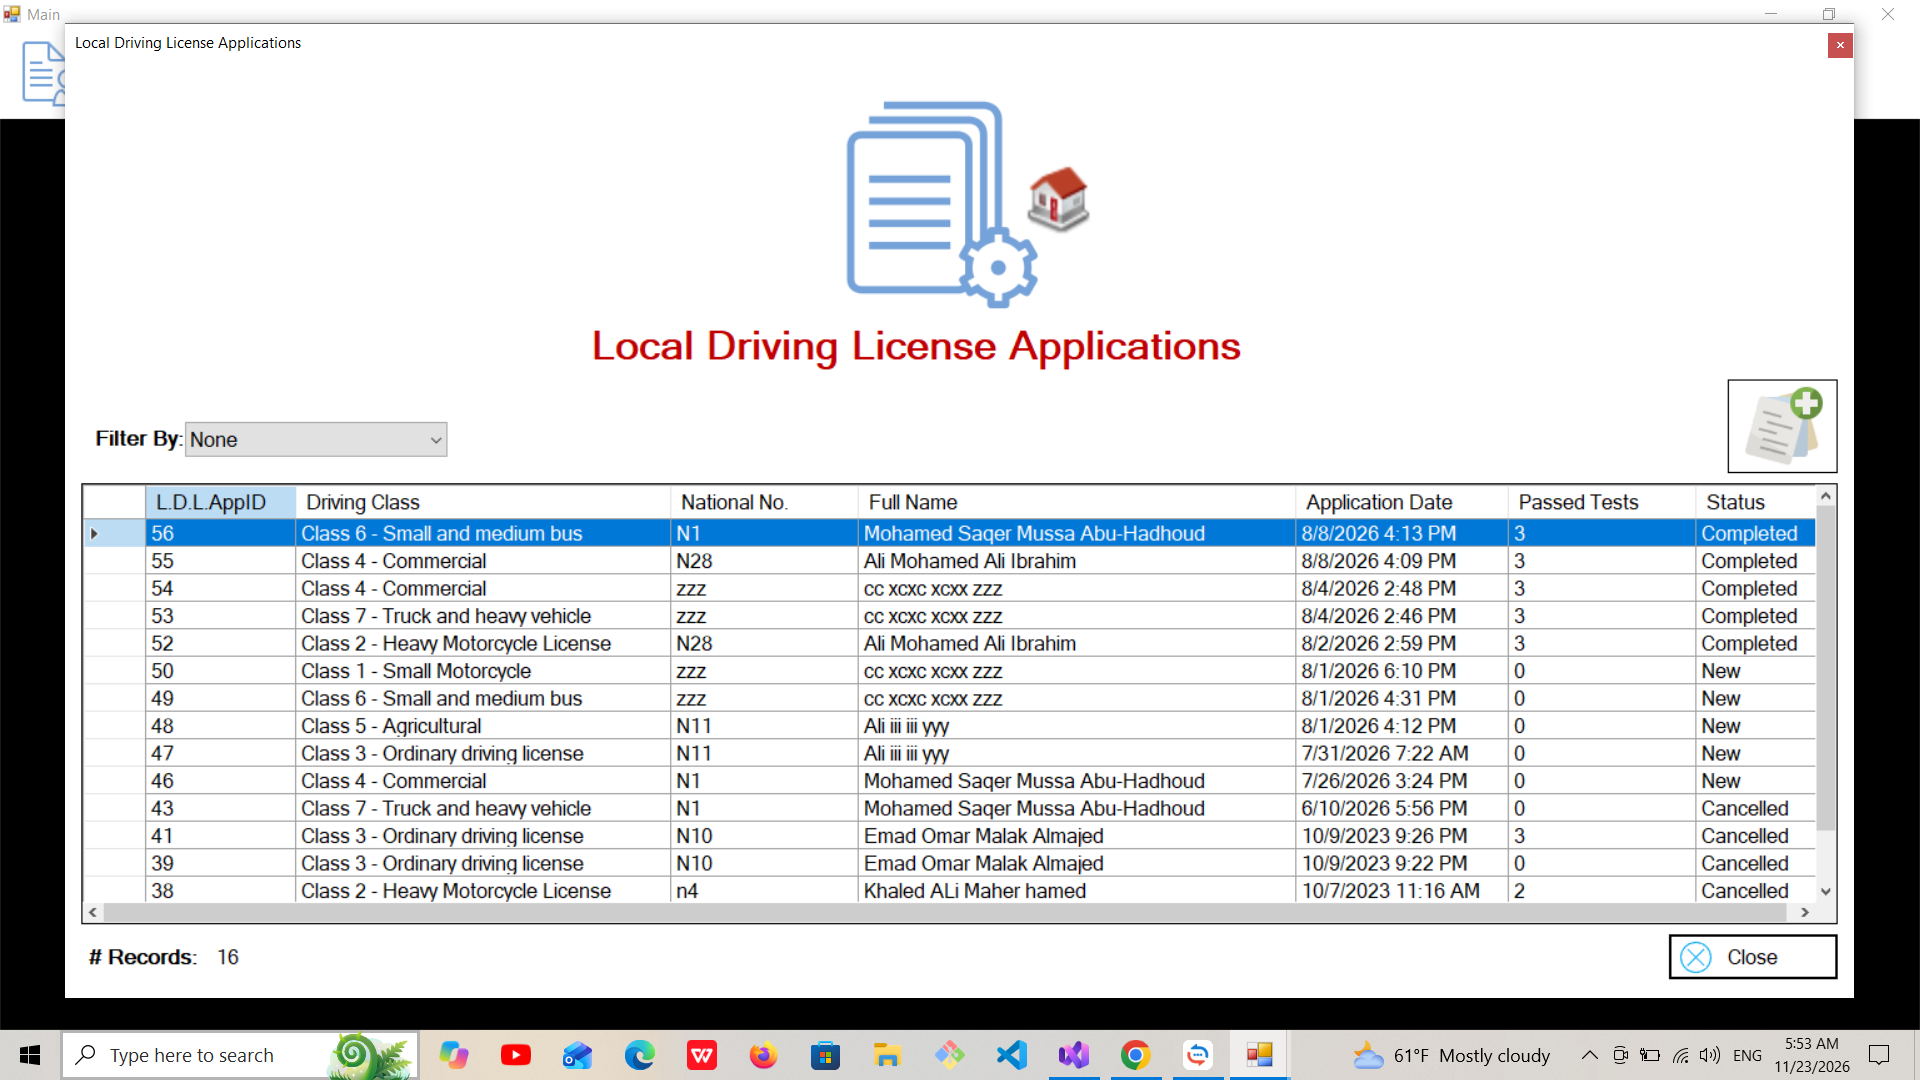 Main
Local Driving License Applications
Local Driving License Applications
Filter By: None
L.D.L.AppID Driving Class National No. Full Name Application Date Passed Tests Status
56 Class 6 - Small and medium bus N1 Mohamed Saqer Mussa Abu-Hadhoud 8/8/2026 4:13 PM 3 Completed
55 Class 4 - Commercial N28 Ali Mohamed Ali Ibrahim 8/8/2026 4:09 PM 3 Completed
54 Class 4 - Commercial zzz cc xcxc xcxx zzz 8/4/2026 2:48 PM 3 Completed
53 Class 7 - Truck and heavy vehicle zzz cc xcxc xcxx zzz 8/4/2026 2:46 PM 3 Completed
52 Class 2 - Heavy Motorcycle License N28 Ali Mohamed Ali Ibrahim 8/2/2026 2:59 PM 3 Completed
50 Class 1 - Small Motorcycle zzz cc xcxc xcxx zzz 8/1/2026 6:10 PM 0 New
49 Class 6 - Small and medium bus zzz cc xcxc xcxx zzz 8/1/2026 4:31 PM 0 New
48 Class 5 - Agricultural N11 Ali iii iii yyy 8/1/2026 4:12 PM 0 New
47 Class 3 - Ordinary driving license N11 Ali iii iii yyy 7/31/2026 7:22 AM 0 New
46 Class 4 - Commercial N1 Mohamed Saqer Mussa Abu-Hadhoud 7/26/2026 3:24 PM 0 New
43 Class 7 - Truck and heavy vehicle N1 Mohamed Saqer Mussa Abu-Hadhoud 6/10/2026 5:56 PM 0 Cancelled
41 Class 3 - Ordinary driving license N10 Emad Omar Malak Almajed 10/9/2023 9:26 PM 3 Cancelled
39 Class 3 - Ordinary driving license N10 Emad Omar Malak Almajed 10/9/2023 9:22 PM 0 Cancelled
38 Class 2 - Heavy Motorcycle License n4 Khaled ALi Maher hamed 10/7/2023 11:16 AM 2 Cancelled
# Records: 16
Close
Type here to search
61°F Mostly cloudy
ENG
5:53 AM
11/23/2026